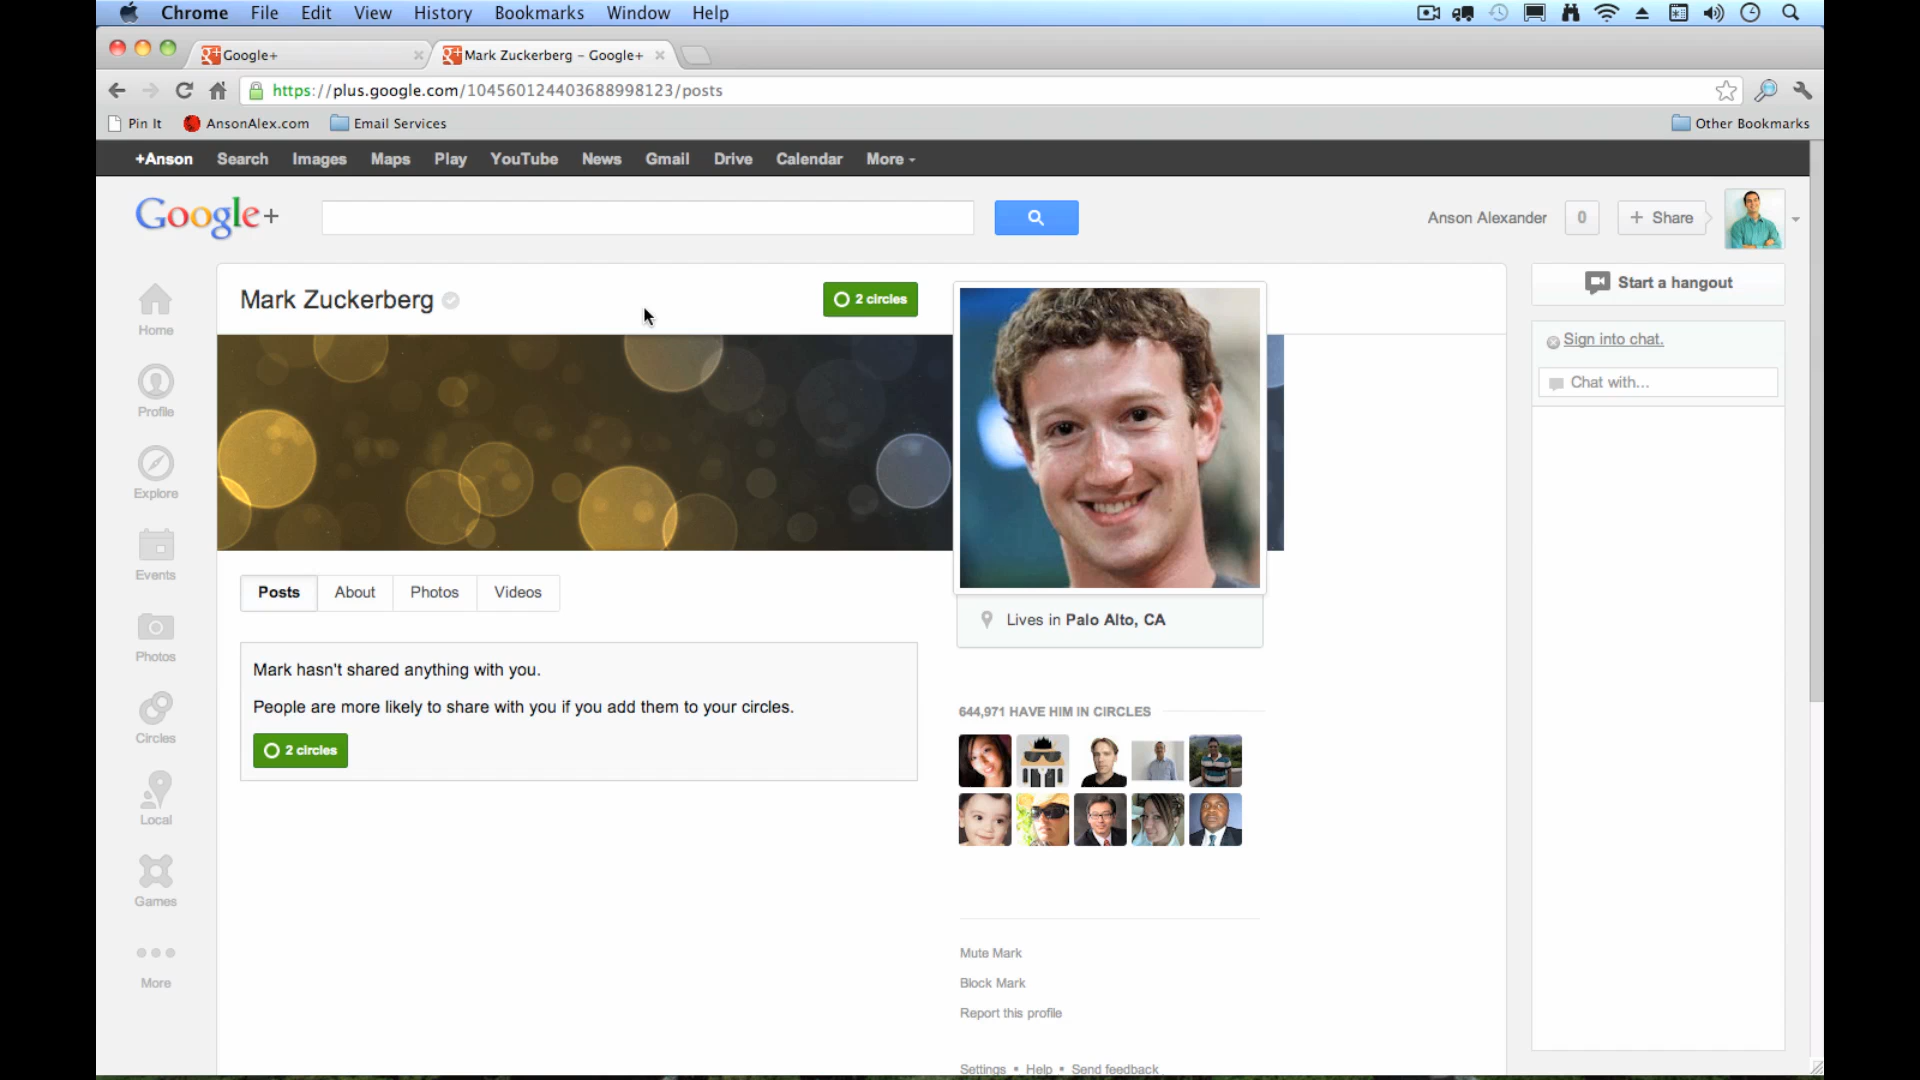 Chrome File Edit View History Bookmarks Window Help
Google+ Mark Zuckerberg – Google+
https://plus.google.com/104560124403688998123/posts
Pin It AnsonAlex.com Email Services Other Bookmarks
+Anson Search Images Maps Play YouTube News Gmail Drive Calendar More
Google+ Anson Alexander 0 + Share
Mark Zuckerberg 2 circles Start a hangout
Home
Sign into chat.
Chat with...
Profile
Explore
Events
Posts About Photos Videos
Lives in Palo Alto, CA
Photos
Mark hasn't shared anything with you.
People are more likely to share with you if you add them to your circles.
644,971 HAVE HIM IN CIRCLES
Circles
2 circles
Local
Games
Mute Mark
More
Block Mark
Report this profile
Settings • Help • Send feedback